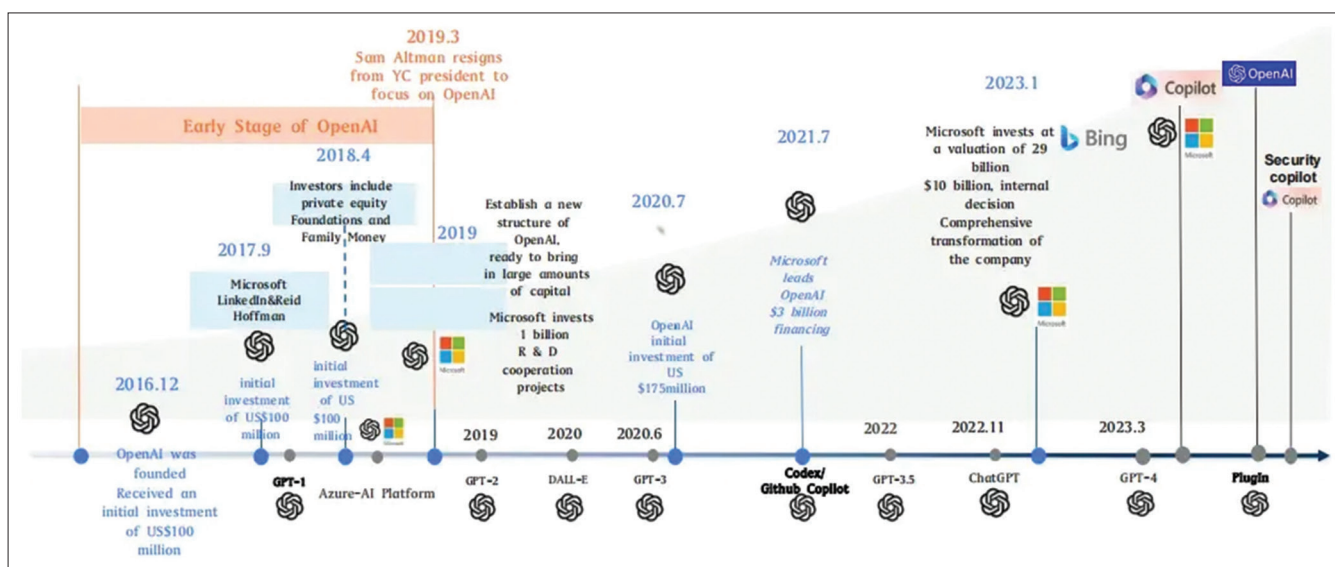 2019.3
Sam Altman resigns
from YC president to
focus on OpenAI
Early Stage of OpenAI
2018.4
Investors include
private equity
Foundations and
Family Money
2017.9
Microsoft
LinkedIn&Reid
Hoffman
initial
investment
of US$100
million
initial
investment
of US
$100
million
Microsoft
2016.12
OpenAI was
founded
Received an
initial investment
of US$100
million
2019
Microsoft
Establish a new
structure of
OpenAI,
ready to bring
in large amounts
of capital
Microsoft invests
1 billion
R & D
cooperation
projects
2020.7
OpenAI
initial
investment of
US
$175million
2021.7
Microsoft
leads
OpenAI
$3 billion
financing
2023.1
Microsoft invests at
a valuation of 29
billion
$10 billion, internal
decision
Comprehensive
transformation of
the company
Microsoft
Bing
Copilot
Microsoft
OpenAI
Security
copilot
Copilot
2019
2020
2020.6
2022
2022.11
2023.3
GPT-1
Azure-AI Platform
GPT-2
DALL-E
GPT-3
Codex/
Github Copilot
GPT-3.5
ChatGPT
GPT-4
PlugIn